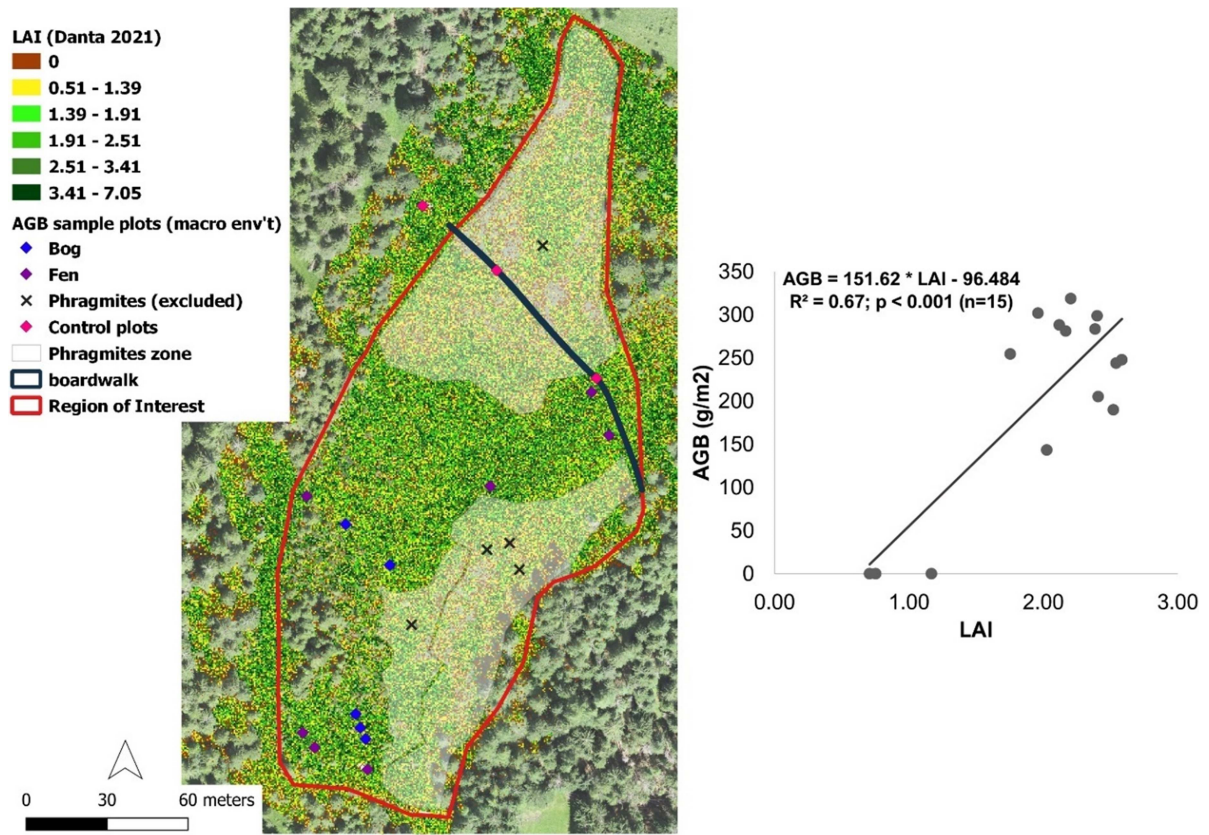 LAI (Danta 2021)
0
0.51 - 1.39
1.39 - 1.91
1.91 - 2.51
2.51 - 3.41
3.41 - 7.05
AGB sample plots (macro env't)
Bog
Fen
Phragmites (excluded)
Control plots
Phragmites zone
boardwalk
Region of Interest
0 30 60 meters
AGB = 151.62 * LAI - 96.484
R² = 0.67; p < 0.001 (n=15)
AGB (g/m2)
350
300
250
200
150
100
50
0
0.00 1.00 2.00 3.00
LAI